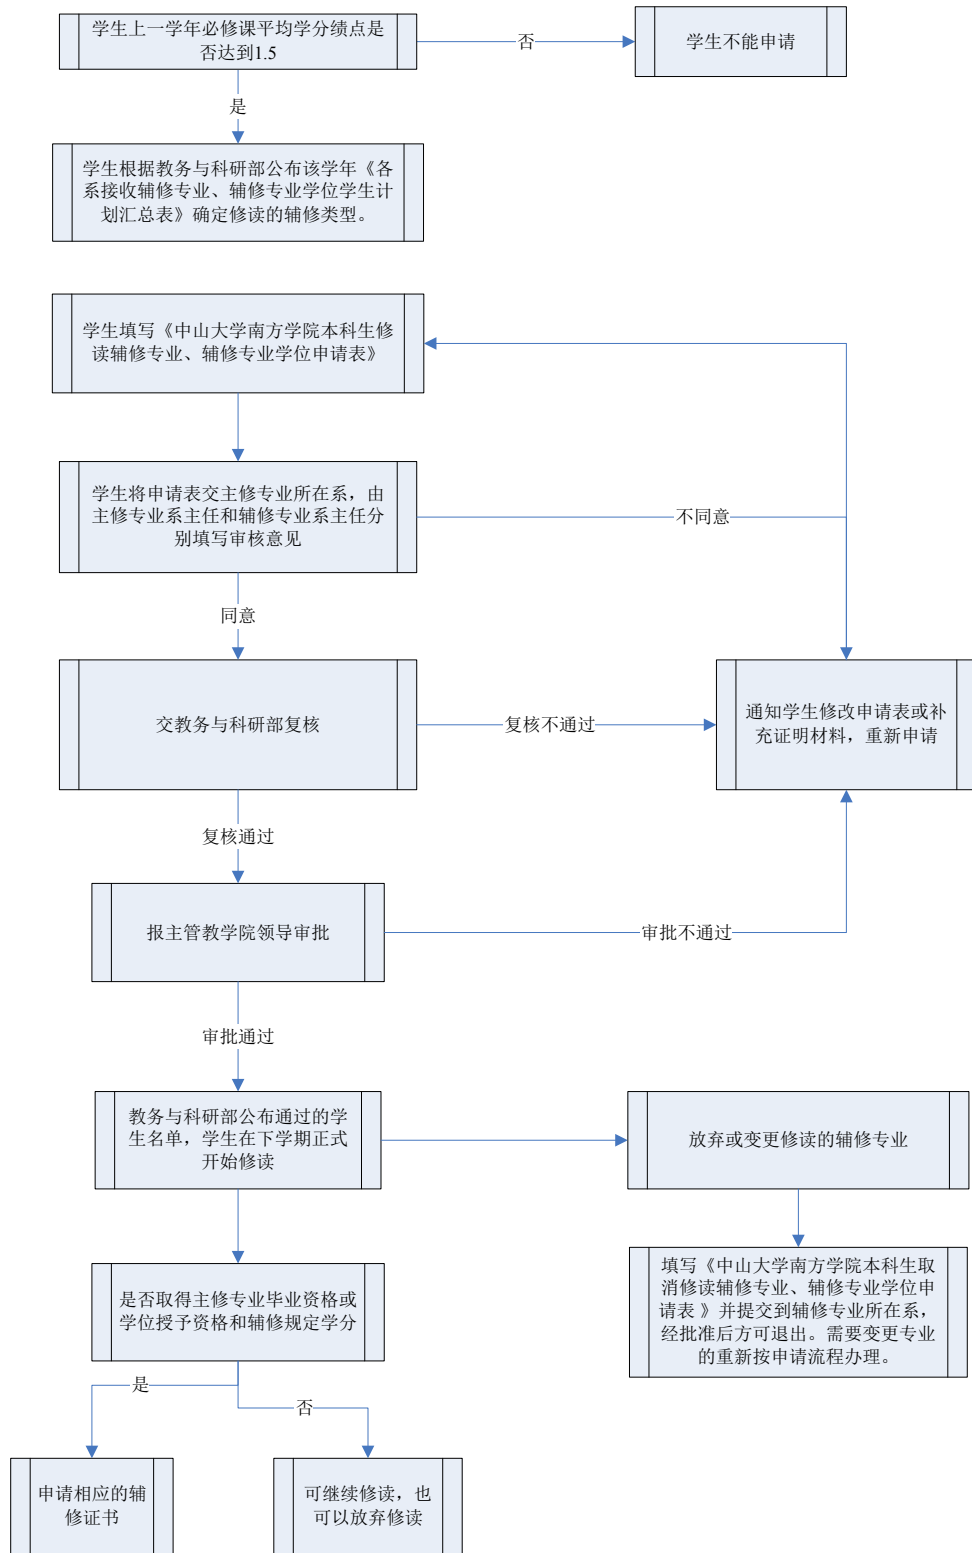 学生上一学年必修课平均学分绩点是
否达到1.5
否
学生不能申请
是
学生根据教务与科研部公布该学年《各
系接收辅修专业、辅修专业学位学生计
划汇总表》确定修读的辅修类型。
学生填写《中山大学南方学院本科生修
读辅修专业、辅修专业学位申请表》
学生将申请表交主修专业所在系，由
主修专业系主任和辅修专业系主任分
别填写审核意见
不同意
同意
交教务与科研部复核
复核不通过
通知学生修改申请表或补
充证明材料，重新申请
复核通过
报主管教学院领导审批
审批不通过
审批通过
教务与科研部公布通过的学
生名单，学生在下学期正式
开始修读
放弃或变更修读的辅修专业
填写《中山大学南方学院本科生取
消修读辅修专业、辅修专业学位申
请表 》并提交到辅修专业所在系，
经批准后方可退出。需要变更专业
的重新按申请流程办理。
是否取得主修专业毕业资格或
学位授予资格和辅修规定学分
是
否
申请相应的辅
修证书
可继续修读，也
可以放弃修读